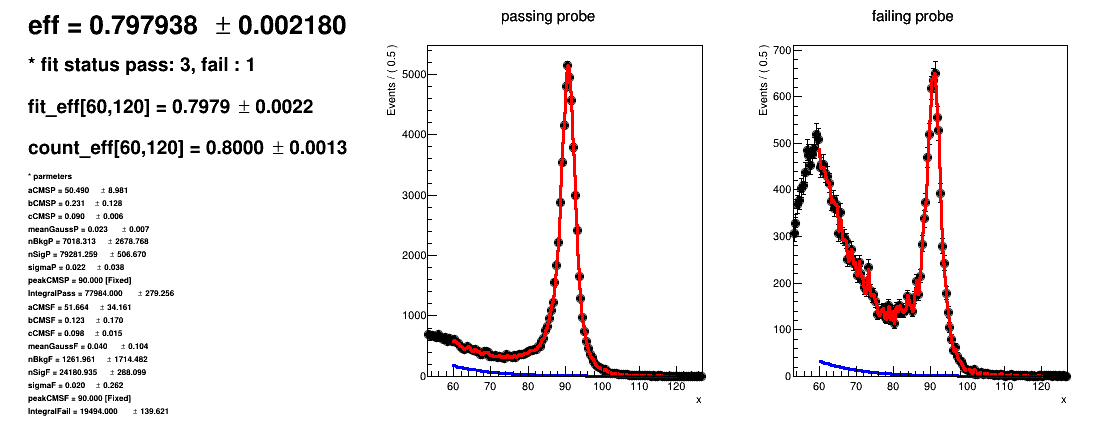 eff = 0.797938 ± 0.002180
* fit status pass: 3, fail : 1
fit_eff[60,120] = 0.7979 ± 0.0022
count_eff[60,120] = 0.8000 ± 0.0013
* parmeters
aCMSP = 50.490 ± 8.981
bCMSP = 0.231 ± 0.128
cCMSP = 0.090 ± 0.006
meanGaussP = 0.023 ± 0.007
nBkgP = 7018.313 ± 2678.768
nSigP = 79281.259 ± 506.670
sigmaP = 0.022 ± 0.038
peakCMSP = 90.000 [Fixed]
IntegralPass = 77984.000 ± 279.256
aCMSF = 51.664 ± 34.161
bCMSF = 0.123 ± 0.170
cCMSF = 0.098 ± 0.015
meanGaussF = 0.040 ± 0.104
nBkgF = 1261.961 ± 1714.482
nSigF = 24180.935 ± 288.099
sigmaF = 0.020 ± 0.262
peakCMSF = 90.000 [Fixed]
IntegralFail = 19494.000 ± 139.621
passing probe
Events / ( 0.5 )
5000
4000
3000
2000
1000
0
60 70 80 90 100 110 120
x
failing probe
Events / ( 0.5 )
700
600
500
400
300
200
100
0
60 70 80 90 100 110 120
x